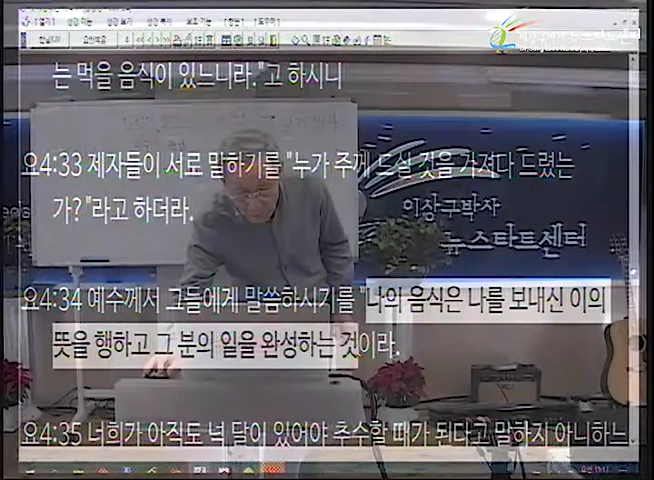 는 먹을 음식이 있느니라."고 하시니
요4:33 제자들이 서로 말하기를 "누가 주께 드실 것을 가져다 드렸는
가?"라고 하더라.
이상구박사
뉴스타트센터
요4:34 예수께서 그들에게 말씀하시기를 "나의 음식은 나를 보내신 이의
뜻을 행하고 그 분의 일을 완성하는 것이라.
요4:35 너희가 아직도 넉 달이 있어야 추수할 때가 된다고 말하지 아니하느